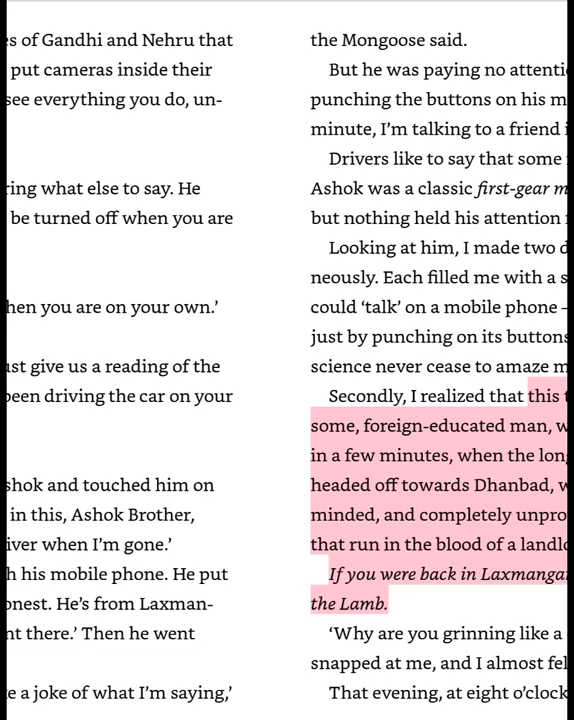 es of Gandhi and Nehru that
put cameras inside their
see everything you do, un-
ring what else to say. He
be turned off when you are
hen you are on your own.’
ust give us a reading of the
been driving the car on your
shok and touched him on
in this, Ashok Brother,
iver when I’m gone.’
h his mobile phone. He put
onest. He’s from Laxman-
nt there.’ Then he went
e a joke of what I’m saying,’
the Mongoose said.
But he was paying no attenti
punching the buttons on his m
minute, I’m talking to a friend i
Drivers like to say that some
Ashok was a classic first-gear m
but nothing held his attention
Looking at him, I made two d
neously. Each filled me with a s
could ‘talk’ on a mobile phone –
just by punching on its buttons
science never cease to amaze m
Secondly, I realized that this t
some, foreign-educated man, w
in a few minutes, when the long
headed off towards Dhanbad, w
minded, and completely unpro
that run in the blood of a landlo
If you were back in Laxmangar
the Lamb.
‘Why are you grinning like a
snapped at me, and I almost fel
That evening, at eight o’clock